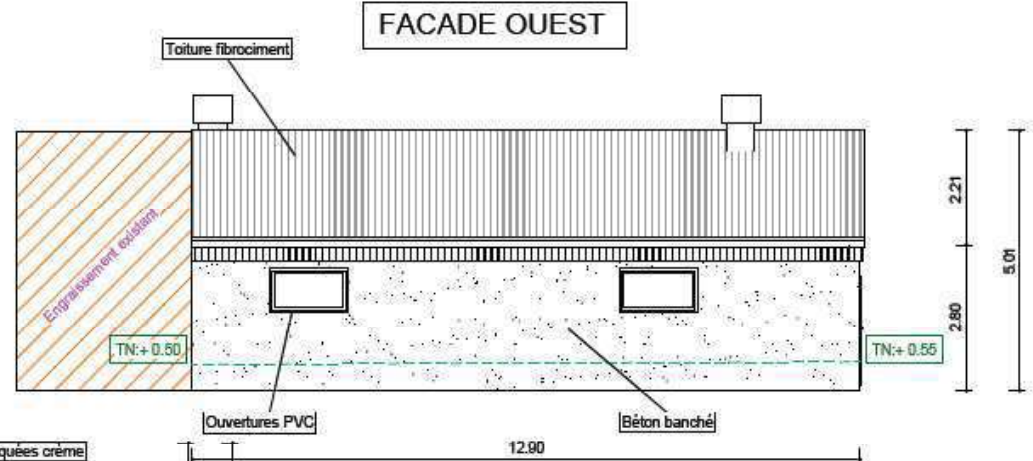 FACADE OUEST
Toiture fibrociment
2.21
5.01
Engraissement existant
2.80
TN:+ 0.50
TN:+ 0.55
Ouvertures PVC
Béton banché
quées crème
12.90